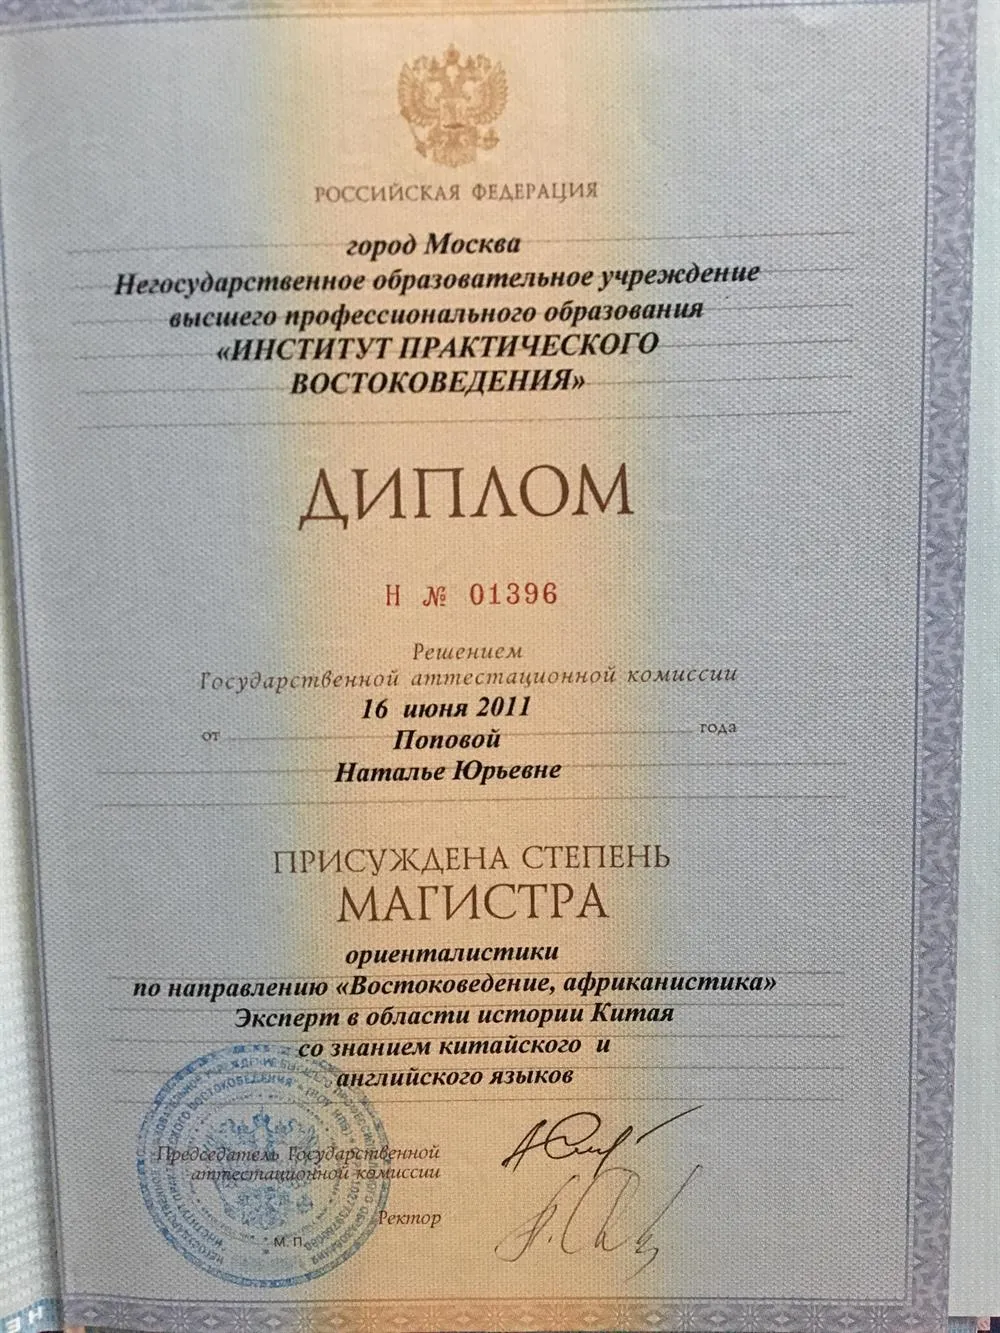 РОССИЙСКАЯ ФЕДЕРАЦИЯ
город Москва
Негосударственное образовательное учреждение
высшего профессионального образования
«ИНСТИТУТ ПРАКТИЧЕСКОГО
ВОСТОКОВЕДЕНИЯ»
ДИПЛОМ
Н № 01396
Решением
Государственной аттестационной комиссии
16 июня 2011
от года
Поповой
Наталье Юрьевне
ПРИСУЖДЕНА СТЕПЕНЬ
МАГИСТРА
ориенталистики
по направлению «Востоковедение, африканистика»
Эксперт в области истории Китая
со знанием китайского и
английского языков
Председатель Государственной
аттестационной комиссии
Ректор
М.П.